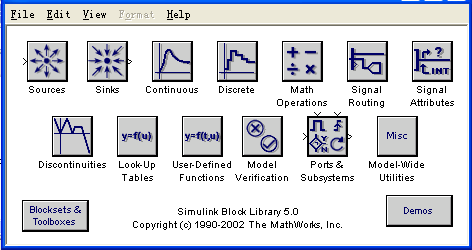 File Edit View Format Help
Sources Sinks Continuous Discrete Math Operations Signal Routing Signal Attributes
+ − × ÷
?
INT
y=f(u) y=f(t,u) Misc
Discontinuities Look-Up Tables User-Defined Functions Model Verification Ports & Subsystems Model-Wide Utilities
Blocksets & Toolboxes
Simulink Block Library 5.0
Copyright (c) 1990-2002 The MathWorks, Inc.
Demos